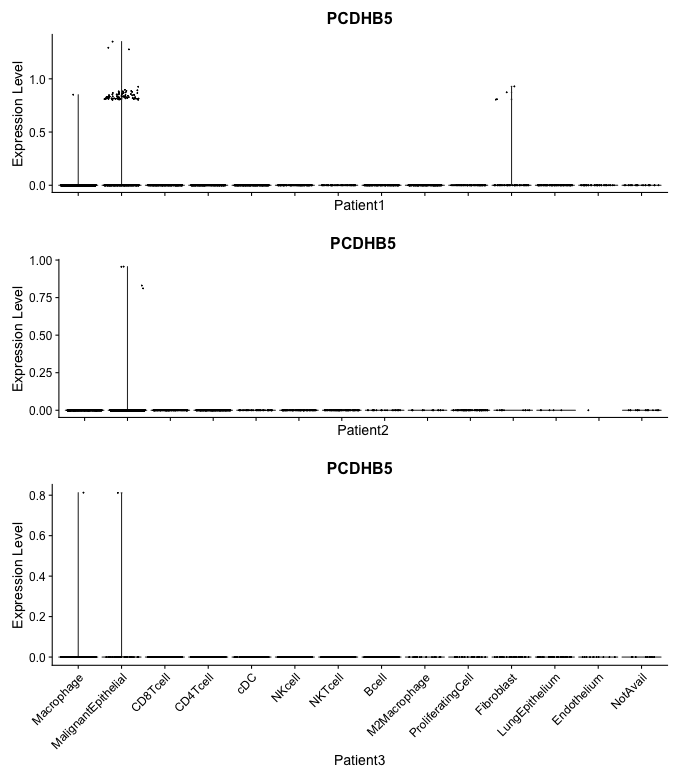 PCDHB5
Expression Level
1.0
0.5
0.0
Patient1
PCDHB5
Expression Level
1.00
0.75
0.50
0.25
0.00
Patient2
PCDHB5
Expression Level
0.8
0.6
0.4
0.2
0.0
Macrophage
MalignantEpithelial
CD8Tcell
CD4Tcell
cDC
NKcell
NKTcell
Bcell
M2Macrophage
ProliferatingCell
Fibroblast
LungEpithelium
Endothelium
NotAvail
Patient3